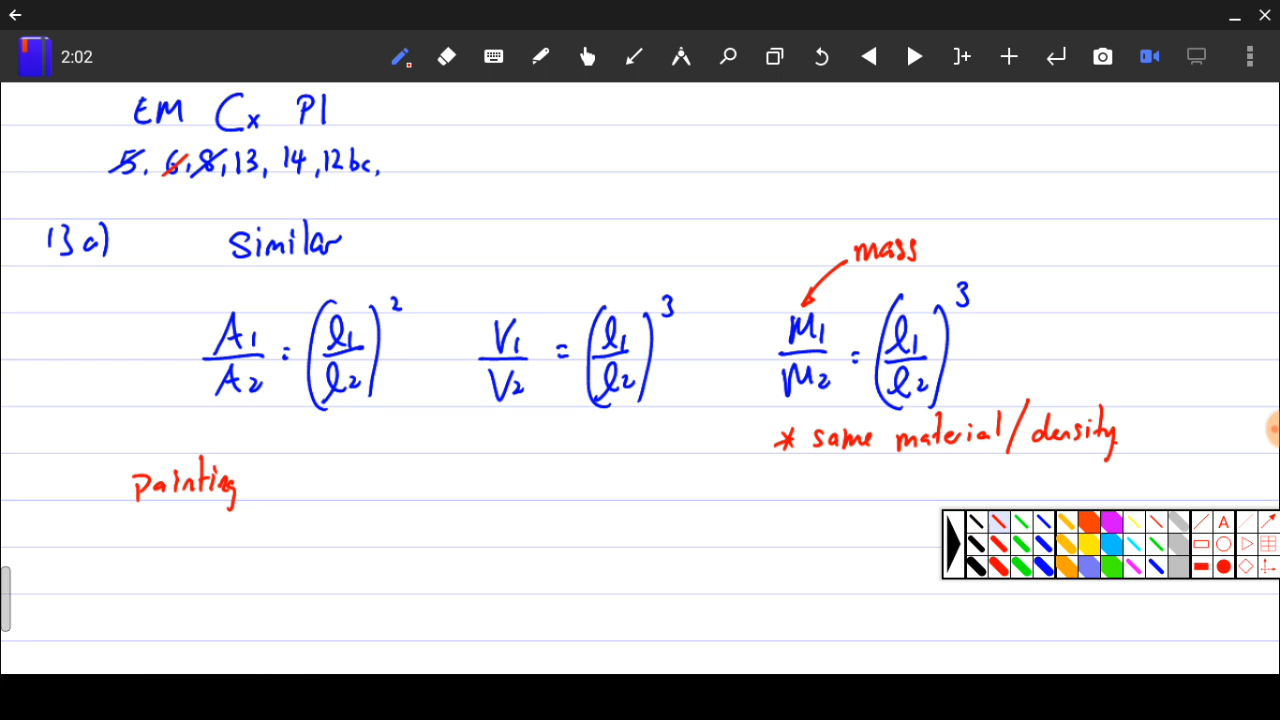 2:02
EM Cx P1
5, 6, 8, 13, 14, 12bc,
13a) Similar
mass
A1/A2 = (l1/l2)^2 V1/V2 = (l1/l2)^3 M1/M2 = (l1/l2)^3
* same material/density
painting
A